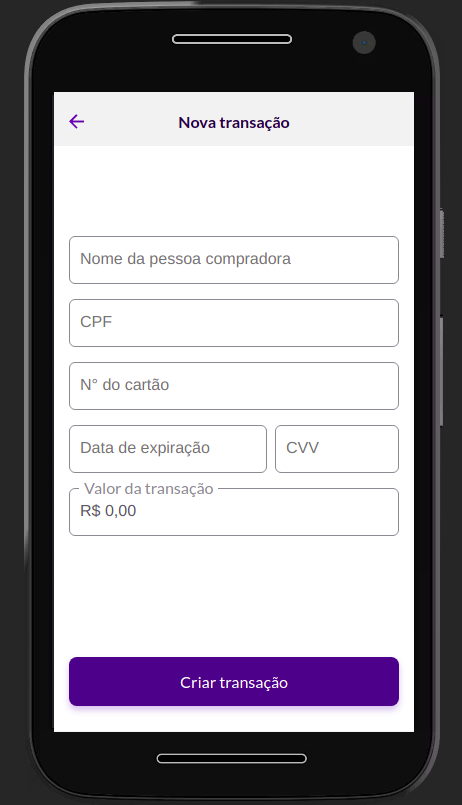 Nova transação
Nome da pessoa compradora
CPF
N° do cartão
Data de expiração
CVV
Valor da transação
R$ 0,00
Criar transação